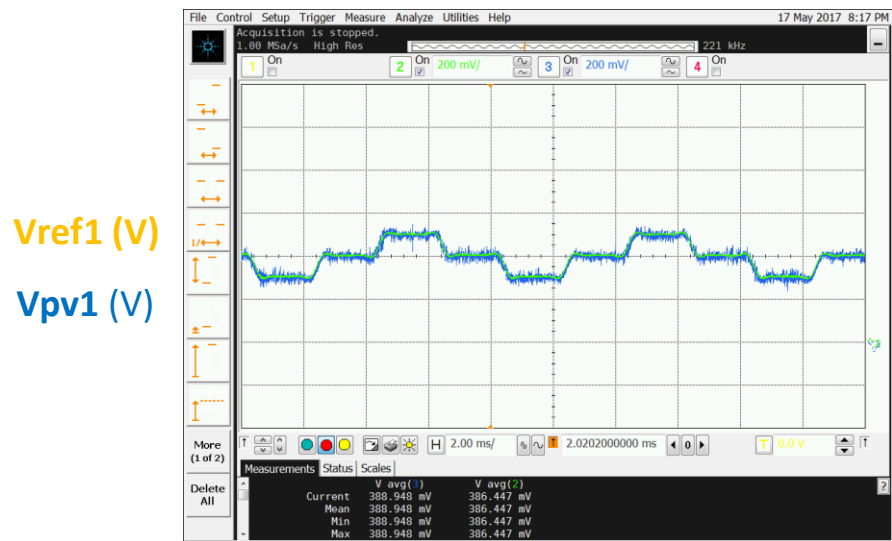 File Control Setup Trigger Measure Analyze Utilities Help 17 May 2017 8:17 PM
Acquisition is stopped.
1.00 MSa/s High Res 221 kHz
1 On 2 On 200 mV/ 3 On 200 mV/ 4 On
1/
Vref1 (V)
Vpv1 (V)
More
(1 of 2)
Delete
All
H 2.00 ms/ 2.0202000000 ms 0 T 0.0 V
Measurements Status Scales
V avg(3) V avg(2)
Current 388.948 mV 386.447 mV
Mean 388.948 mV 386.447 mV
Min 388.948 mV 386.447 mV
Max 388.948 mV 386.447 mV
?